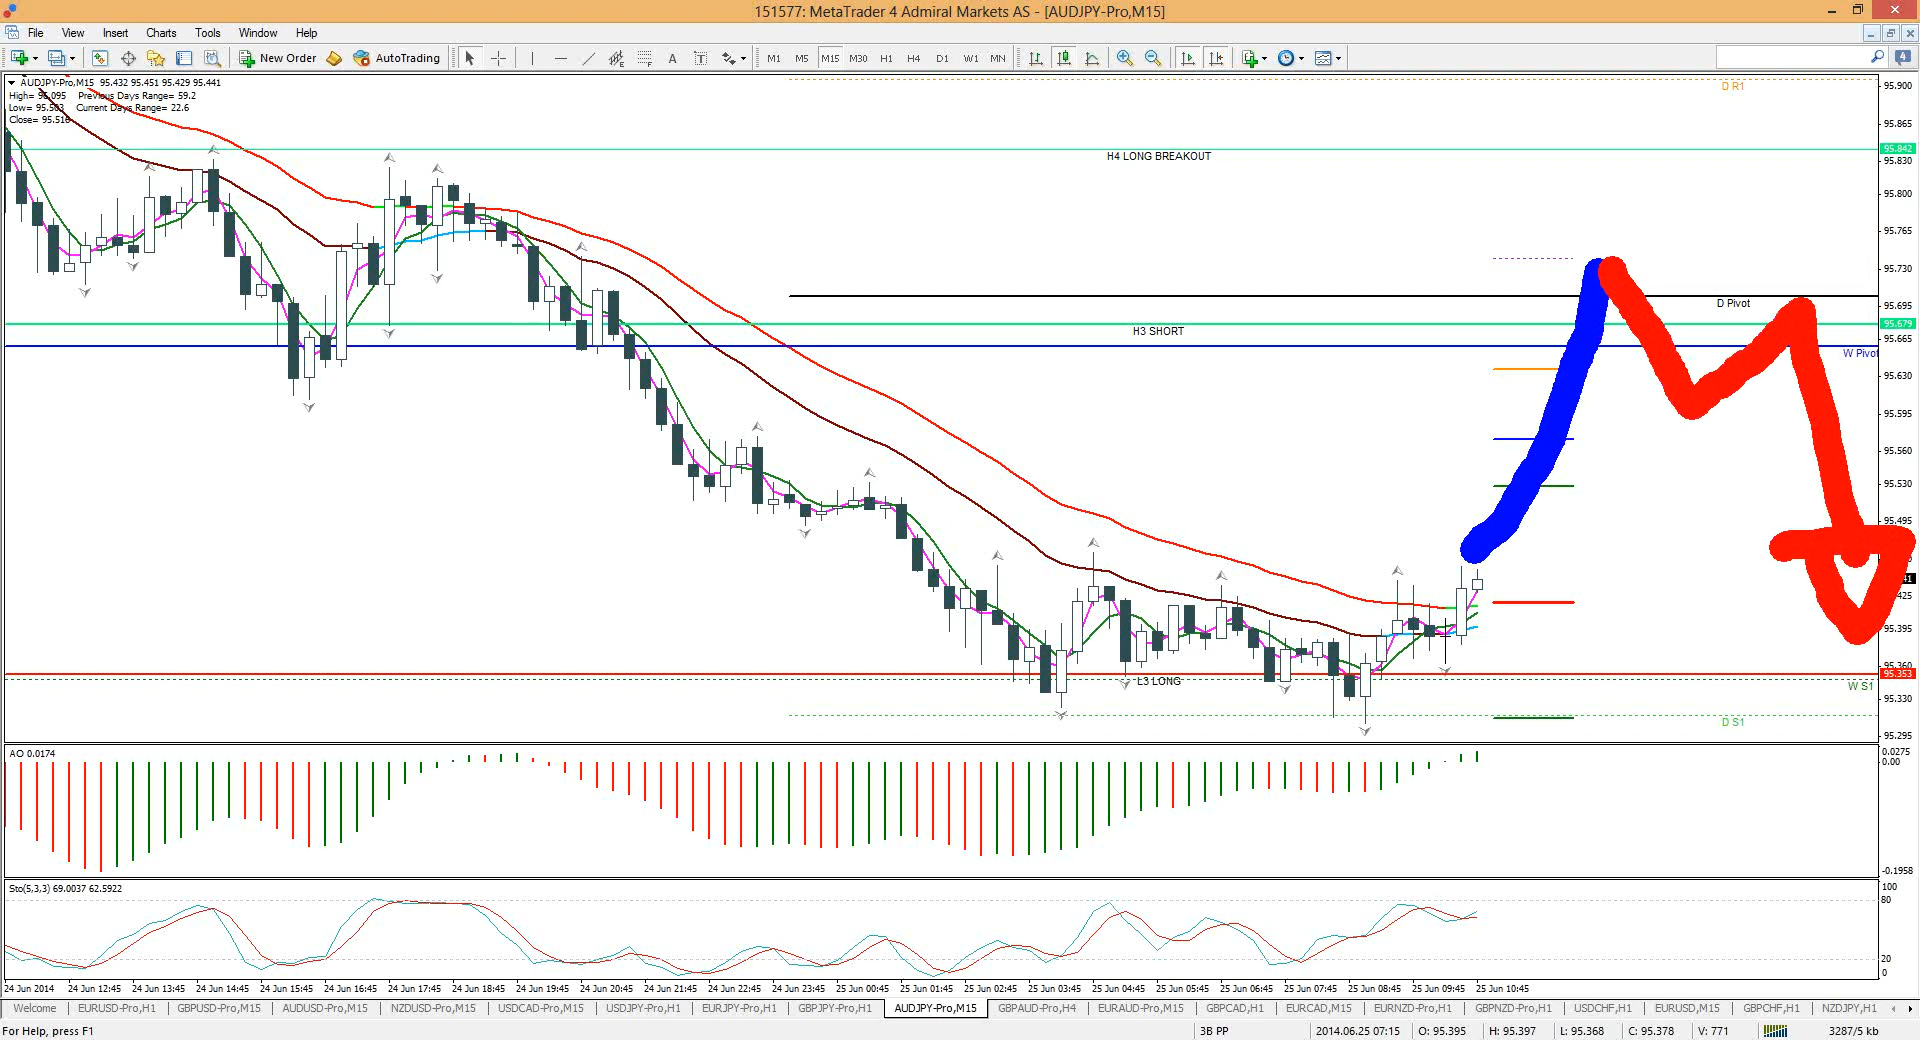 151577: MetaTrader 4 Admiral Markets AS - [AUDJPY-Pro,M15]
File View Insert Charts Tools Window Help
New Order AutoTrading A T M1 M5 M15 M30 H1 H4 D1 W1 MN 4
AUDJPY-Pro,M15 95.432 95.451 95.429 95.441
High= 96.095 Previous Days Range= 59.2
Low= 95.503 Current Days Range= 22.6
Close= 95.516
D R1
95.900
95.865
95.842
H4 LONG BREAKOUT
95.830
95.800
95.765
95.730
95.695
D Pivot
95.679
H3 SHORT
95.665
W Pivot
95.630
95.595
95.560
95.530
95.495
41
425
95.395
95.360
95.353
L3 LONG
W S1
95.330
D S1
95.295
AO 0.0174
0.0275
0.00
-0.1958
Sto(5,3,3) 69.0037 62.5922
100
80
20
0
24 Jun 2014 24 Jun 12:45 24 Jun 13:45 24 Jun 14:45 24 Jun 15:45 24 Jun 16:45 24 Jun 17:45 24 Jun 18:45 24 Jun 19:45 24 Jun 20:45 24 Jun 21:45 24 Jun 22:45 24 Jun 23:45 25 Jun 00:45 25 Jun 01:45 25 Jun 02:45 25 Jun 03:45 25 Jun 04:45 25 Jun 05:45 25 Jun 06:45 25 Jun 07:45 25 Jun 08:45 25 Jun 09:45 25 Jun 10:45
Welcome EURUSD-Pro,H1 GBPUSD-Pro,M15 AUDUSD-Pro,M15 NZDUSD-Pro,M15 USDCAD-Pro,M15 USDJPY-Pro,H1 EURJPY-Pro,H1 GBPJPY-Pro,H1 AUDJPY-Pro,M15 GBPAUD-Pro,H4 EURAUD-Pro,M15 GBPCAD,H1 EURCAD,M15 EURNZD-Pro,H1 GBPNZD-Pro,H1 USDCHF,H1 EURUSD,M15 GBPCHF,H1 NZDJPY,H1
For Help, press F1 3B PP 2014.06.25 07:15 O: 95.395 H: 95.397 L: 95.368 C: 95.378 V: 771 3287/5 kb